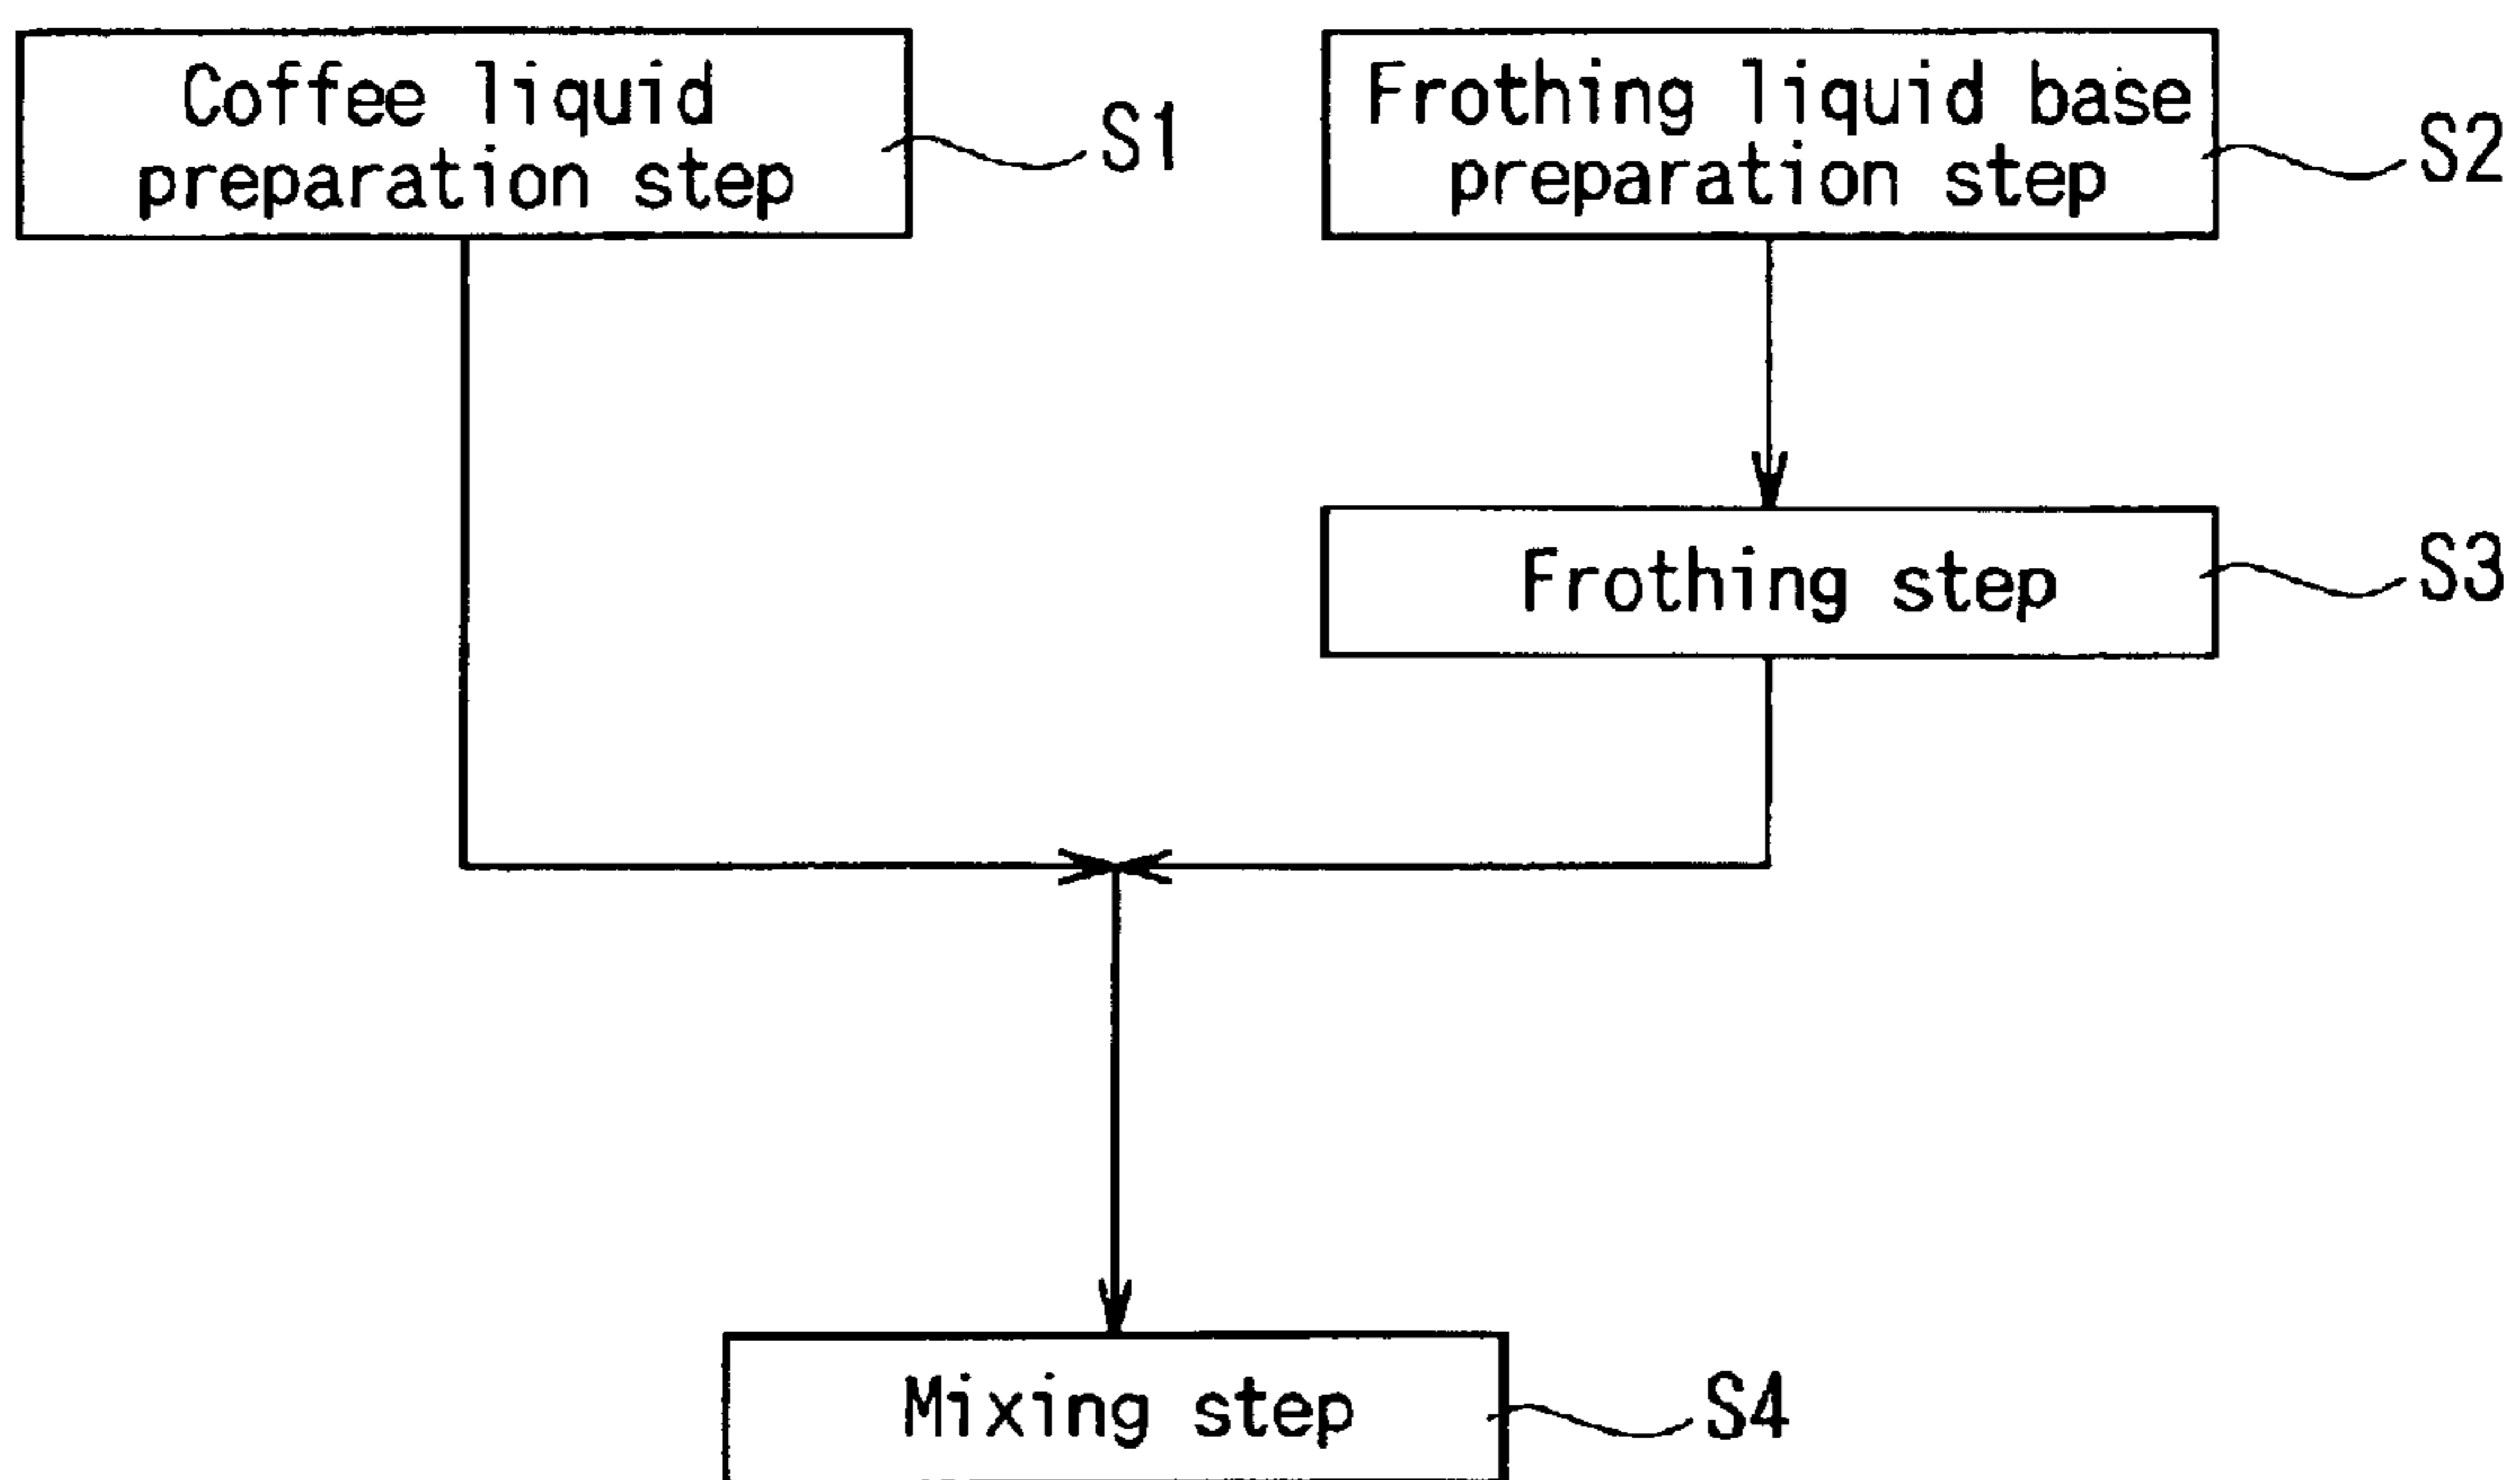 Coffee liquid
preparation step
S1
Frothing liquid base
preparation step
S2
Frothing step
S3
Mixing step
S4